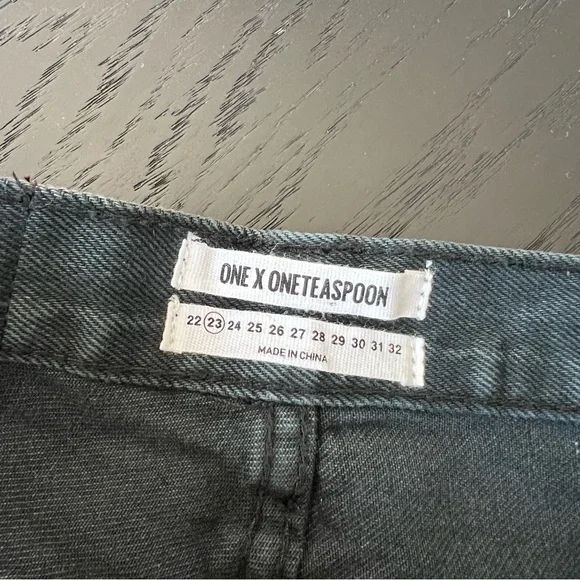 ONE X ONETEASPOON
22 23 24 25 26 27 28 29 30 31 32
MADE IN CHINA